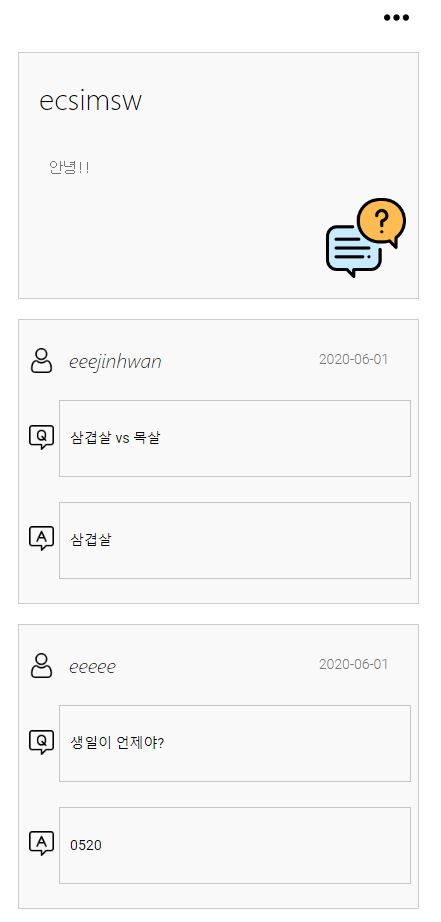 ecsimsw
안녕!!
?
eeejinhwan
2020-06-01
Q
삼겹살 vs 목살
A
삼겹살
eeeee
2020-06-01
Q
생일이 언제야?
A
0520